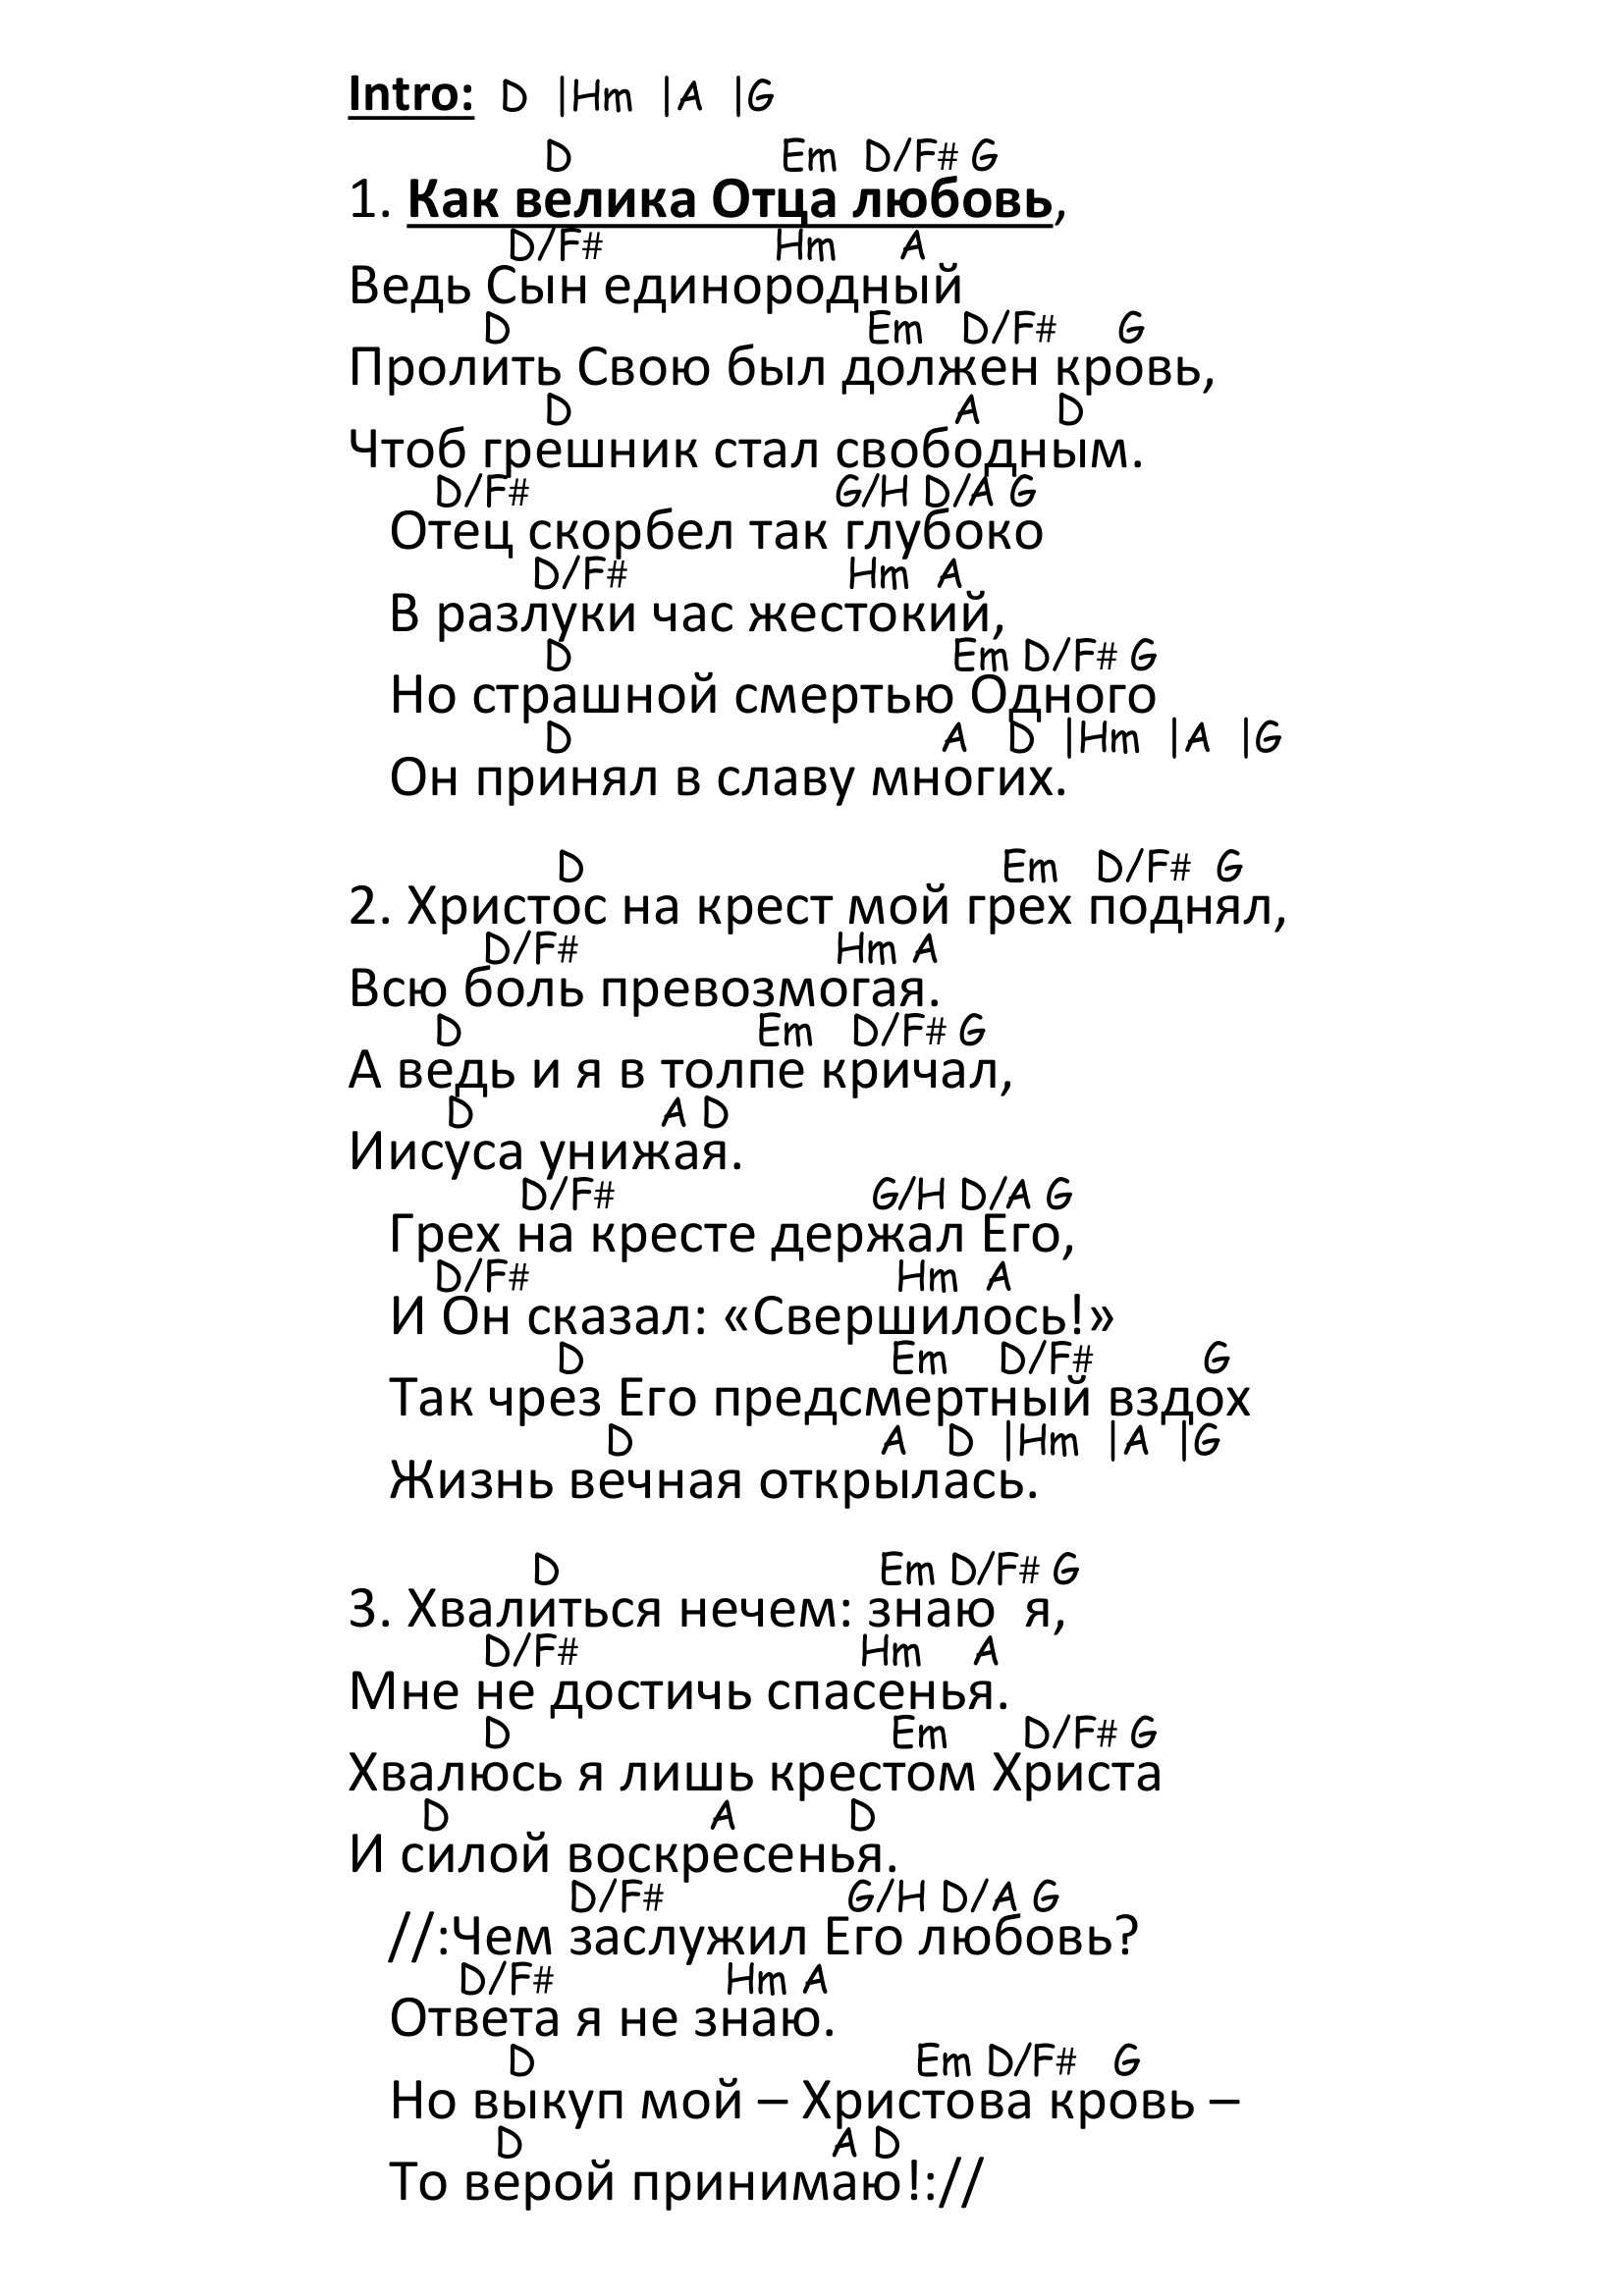 Intro: D |Hm |A |G
D Em D/F# G
1. Как велика Отца любовь,
D/F# Hm A
Ведь Сын единородный
D Em D/F# G
Пролить Свою был должен кровь,
D A D
Чтоб грешник стал свободным.
D/F# G/H D/A G
Отец скорбел так глубоко
D/F# Hm A
В разлуки час жестокий,
D Em D/F# G
Но страшной смертью Одного
D A D |Hm |A |G
Он принял в славу многих.
D Em D/F# G
2. Христос на крест мой грех поднял,
D/F# Hm A
Всю боль превозмогая.
D Em D/F# G
А ведь и я в толпе кричал,
D A D
Иисуса унижая.
D/F# G/H D/A G
Грех на кресте держал Его,
D/F# Hm A
И Он сказал: «Свершилось!»
D Em D/F# G
Так чрез Его предсмертный вздох
D A D |Hm |A |G
Жизнь вечная открылась.
D Em D/F# G
3. Хвалиться нечем: знаю я,
D/F# Hm A
Мне не достичь спасенья.
D Em D/F# G
Хвалюсь я лишь крестом Христа
D A D
И силой воскресенья.
D/F# G/H D/A G
//:Чем заслужил Его любовь?
D/F# Hm A
Ответа я не знаю.
D Em D/F# G
Но выкуп мой – Христова кровь –
D A D
То верой принимаю!://